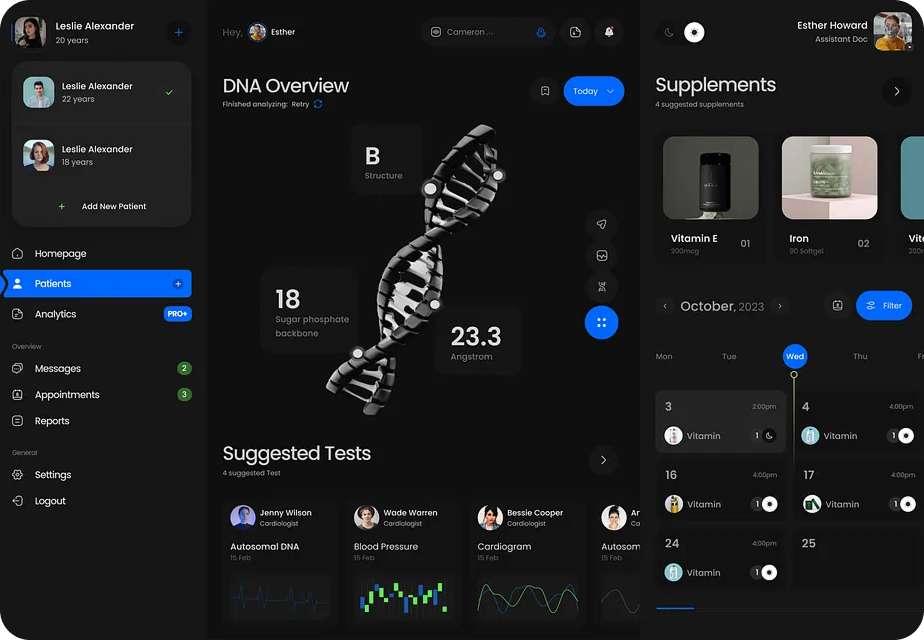 Leslie Alexander
20 years
Leslie Alexander
22 years
Leslie Alexander
18 years
Add New Patient
Homepage
Patients
Analytics
PRO+
Overview
Messages
2
Appointments
3
Reports
General
Settings
Logout
Hey,
Esther
Cameron...
DNA Overview
Finished analyzing: Retry
Today
B
Structure
18
Sugar phosphate
backbone
23.3
Angstrom
Suggested Tests
4 suggested Test
Jenny Wilson
Cardiologist
Autosomal DNA
15 Feb
Wade Warren
Cardiologist
Blood Pressure
15 Feb
Bessie Cooper
Cardiologist
Cardiogram
15 Feb
Ar
Ca
Autosom
15 Feb
Esther Howard
Assistant Doc
Supplements
4 suggested supplements
Vitamin E
200mcg
01
Iron
90 Softgel
02
Vit
October, 2023
Filter
Mon
Tue
Wed
Thu
F
3
2:00pm
Vitamin
1
4
4:00pm
Vitamin
1
16
4:00pm
Vitamin
1
17
4:00pm
Vitamin
1
24
4:00pm
Vitamin
1
25